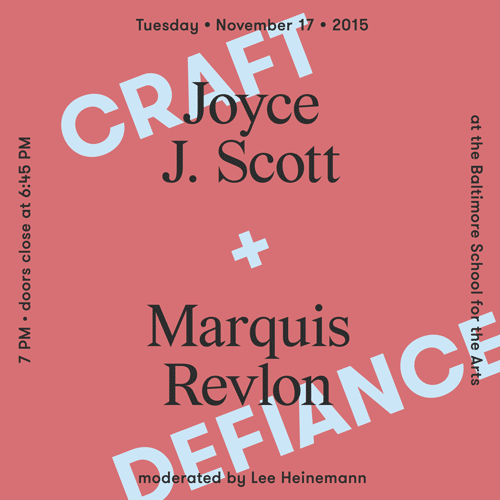 Tuesday • November 17 • 2015
CRAFT
Joyce
J. Scott
+
Marquis
Revlon
DEFIANCE
moderated by Lee Heinemann
7 PM • doors close at 6:45 PM
at the Baltimore School for the Arts